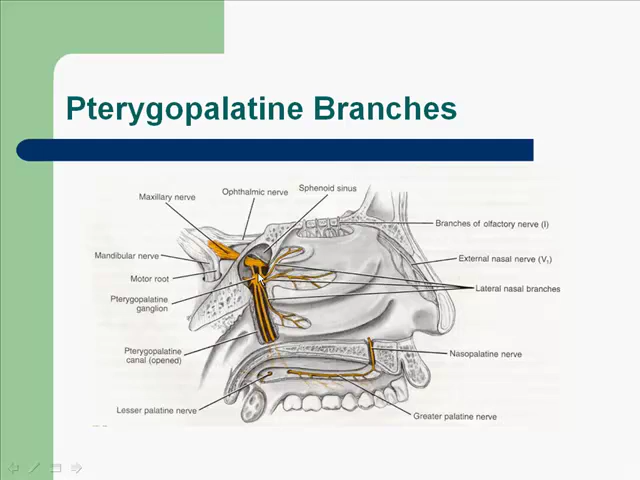 Pterygopalatine Branches
Maxillary nerve
Ophthalmic nerve
Sphenoid sinus
Branches of olfactory nerve (I)
Mandibular nerve
External nasal nerve (V₁)
Motor root
Lateral nasal branches
Pterygopalatine
ganglion
Pterygopalatine
canal (opened)
Nasopalatine nerve
Lesser palatine nerve
Greater palatine nerve